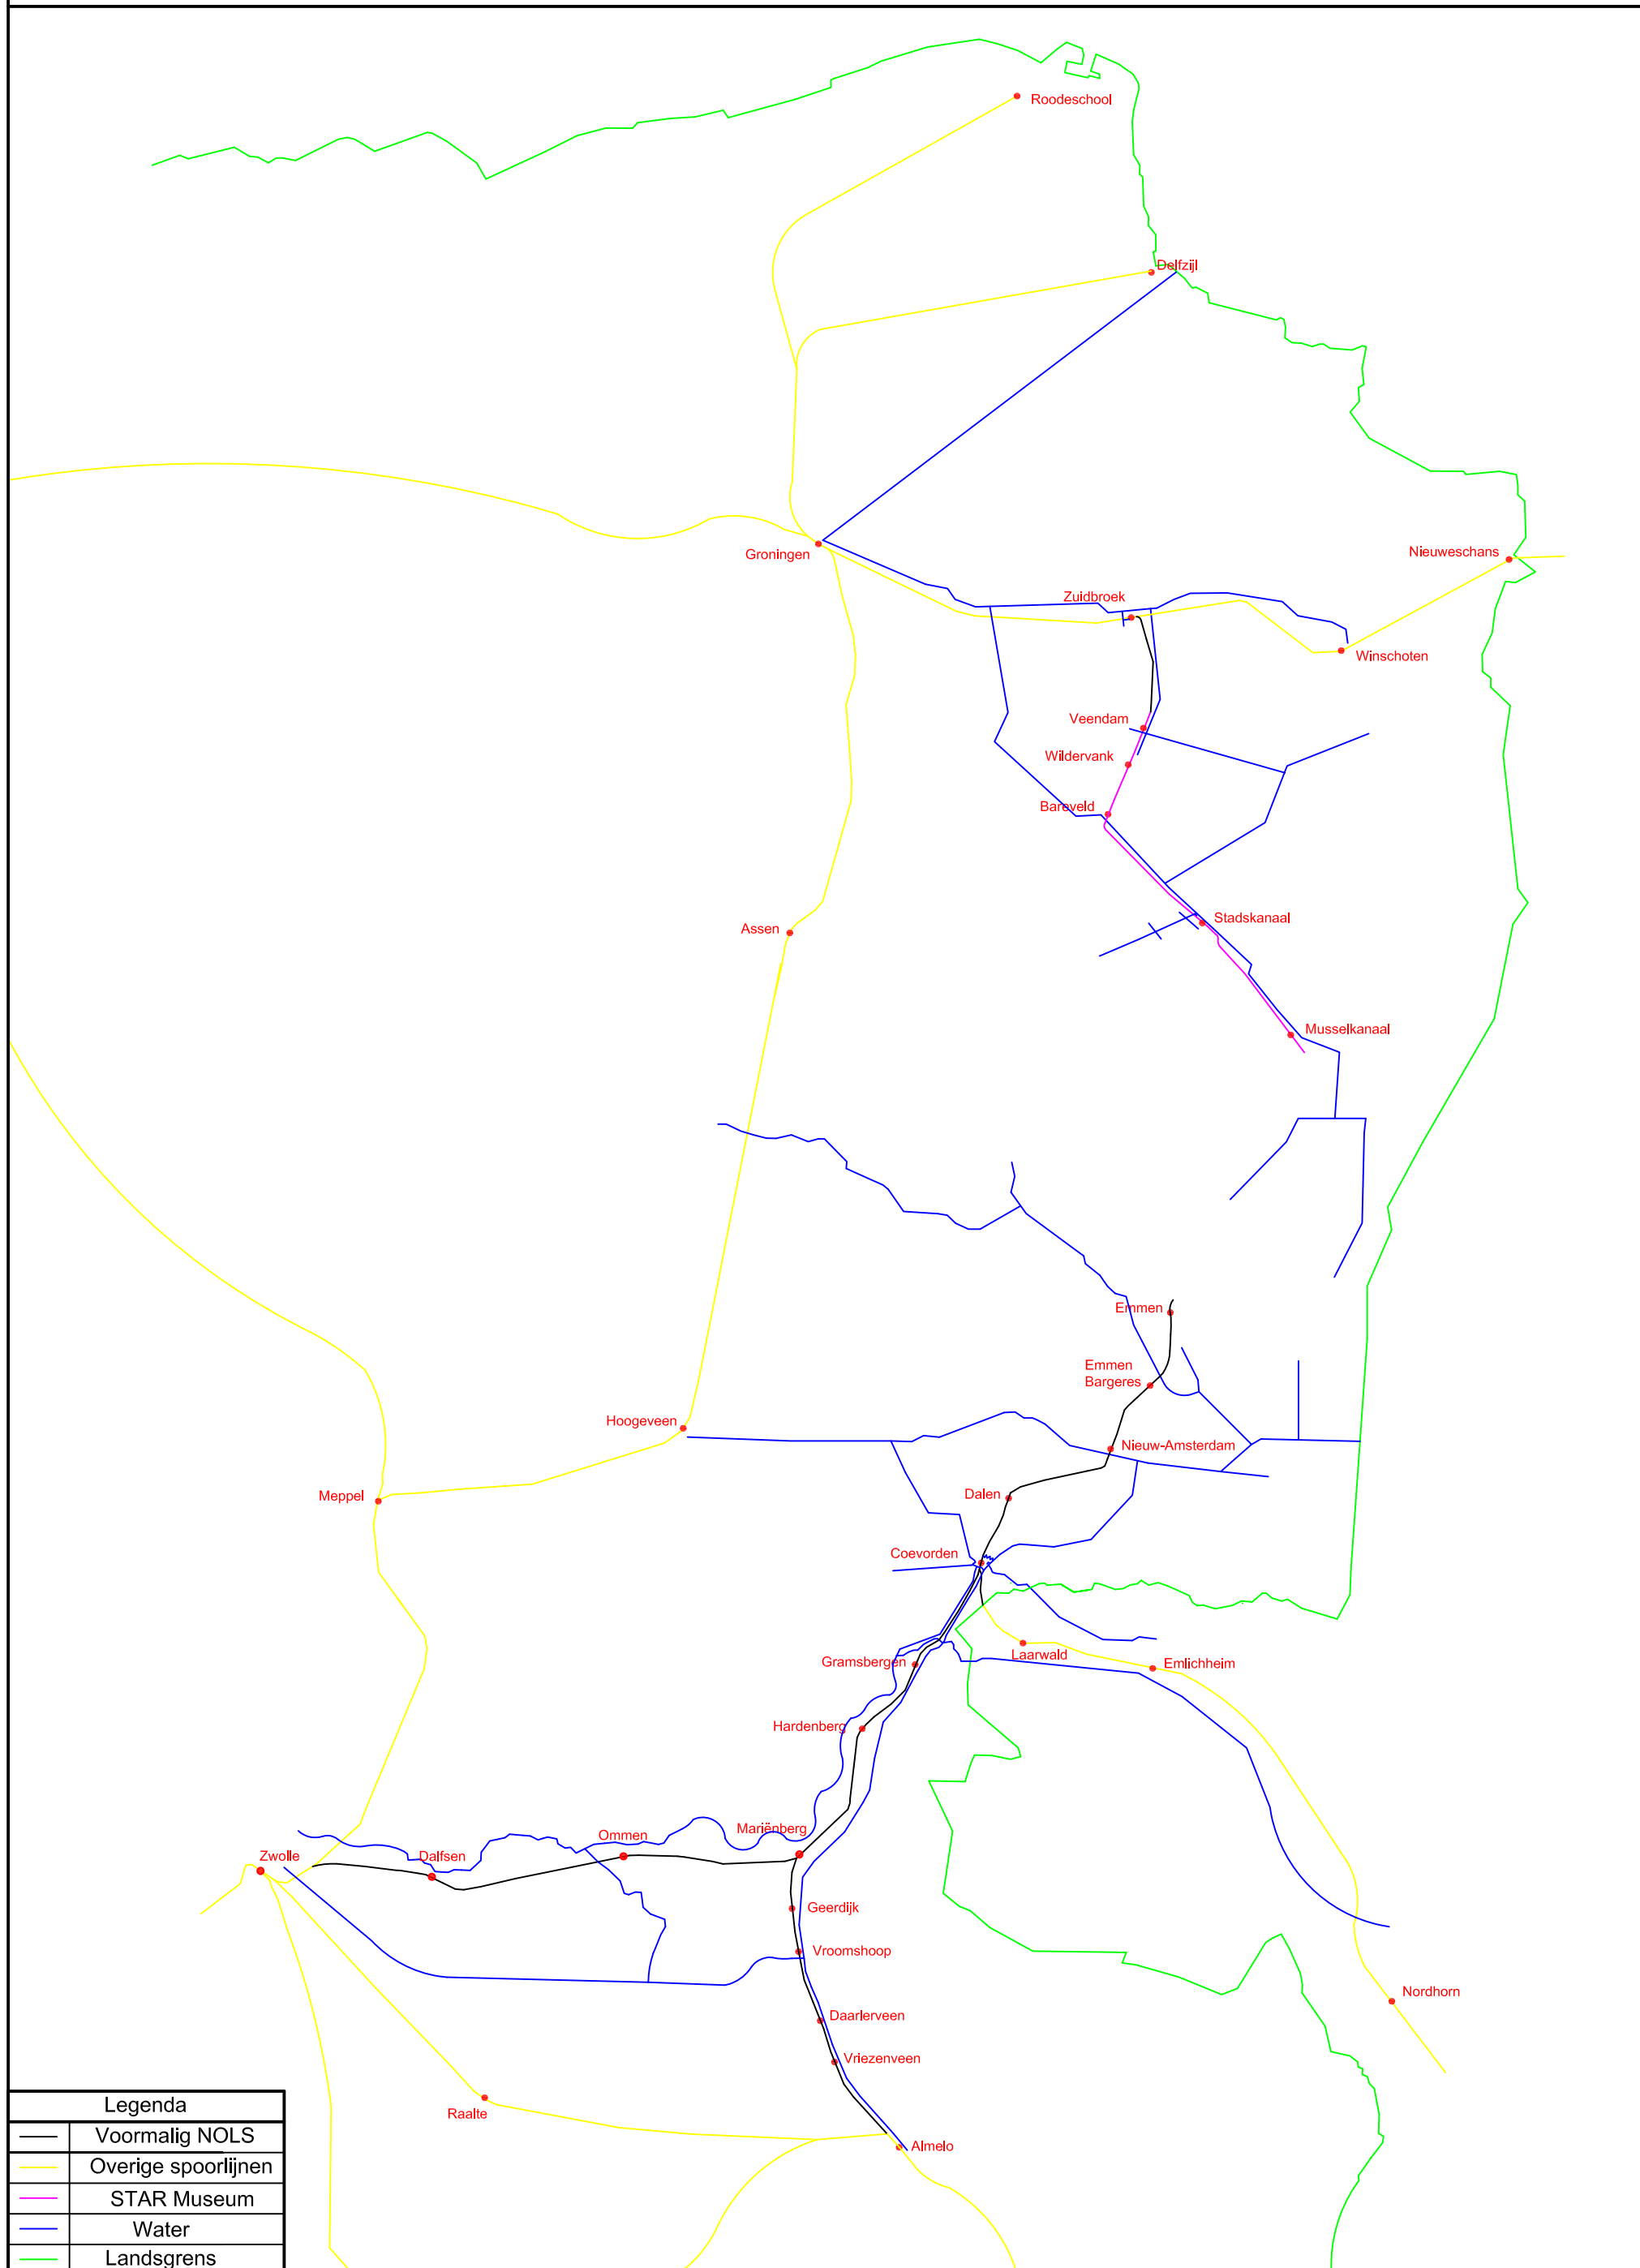 Roodeschool
Delfzijl
Groningen
Nieuweschans
Zuidbroek
Winschoten
Veendam
Wildervank
Bareveld
Stadskanaal
Assen
Musselkanaal
Emmen
Emmen
Bargeres
Hoogeveen
Nieuw-Amsterdam
Meppel
Dalen
Coevorden
Laarwald
Gramsbergen
Emlichheim
Hardenberg
Mariënberg
Ommen
Zwolle
Dalfsen
Geerdijk
Vroomshoop
Nordhorn
Daarlerveen
Vriezenveen
Raalte
Almelo
Legenda
Voormalig NOLS
Overige spoorlijnen
STAR Museum
Water
Landsgrens